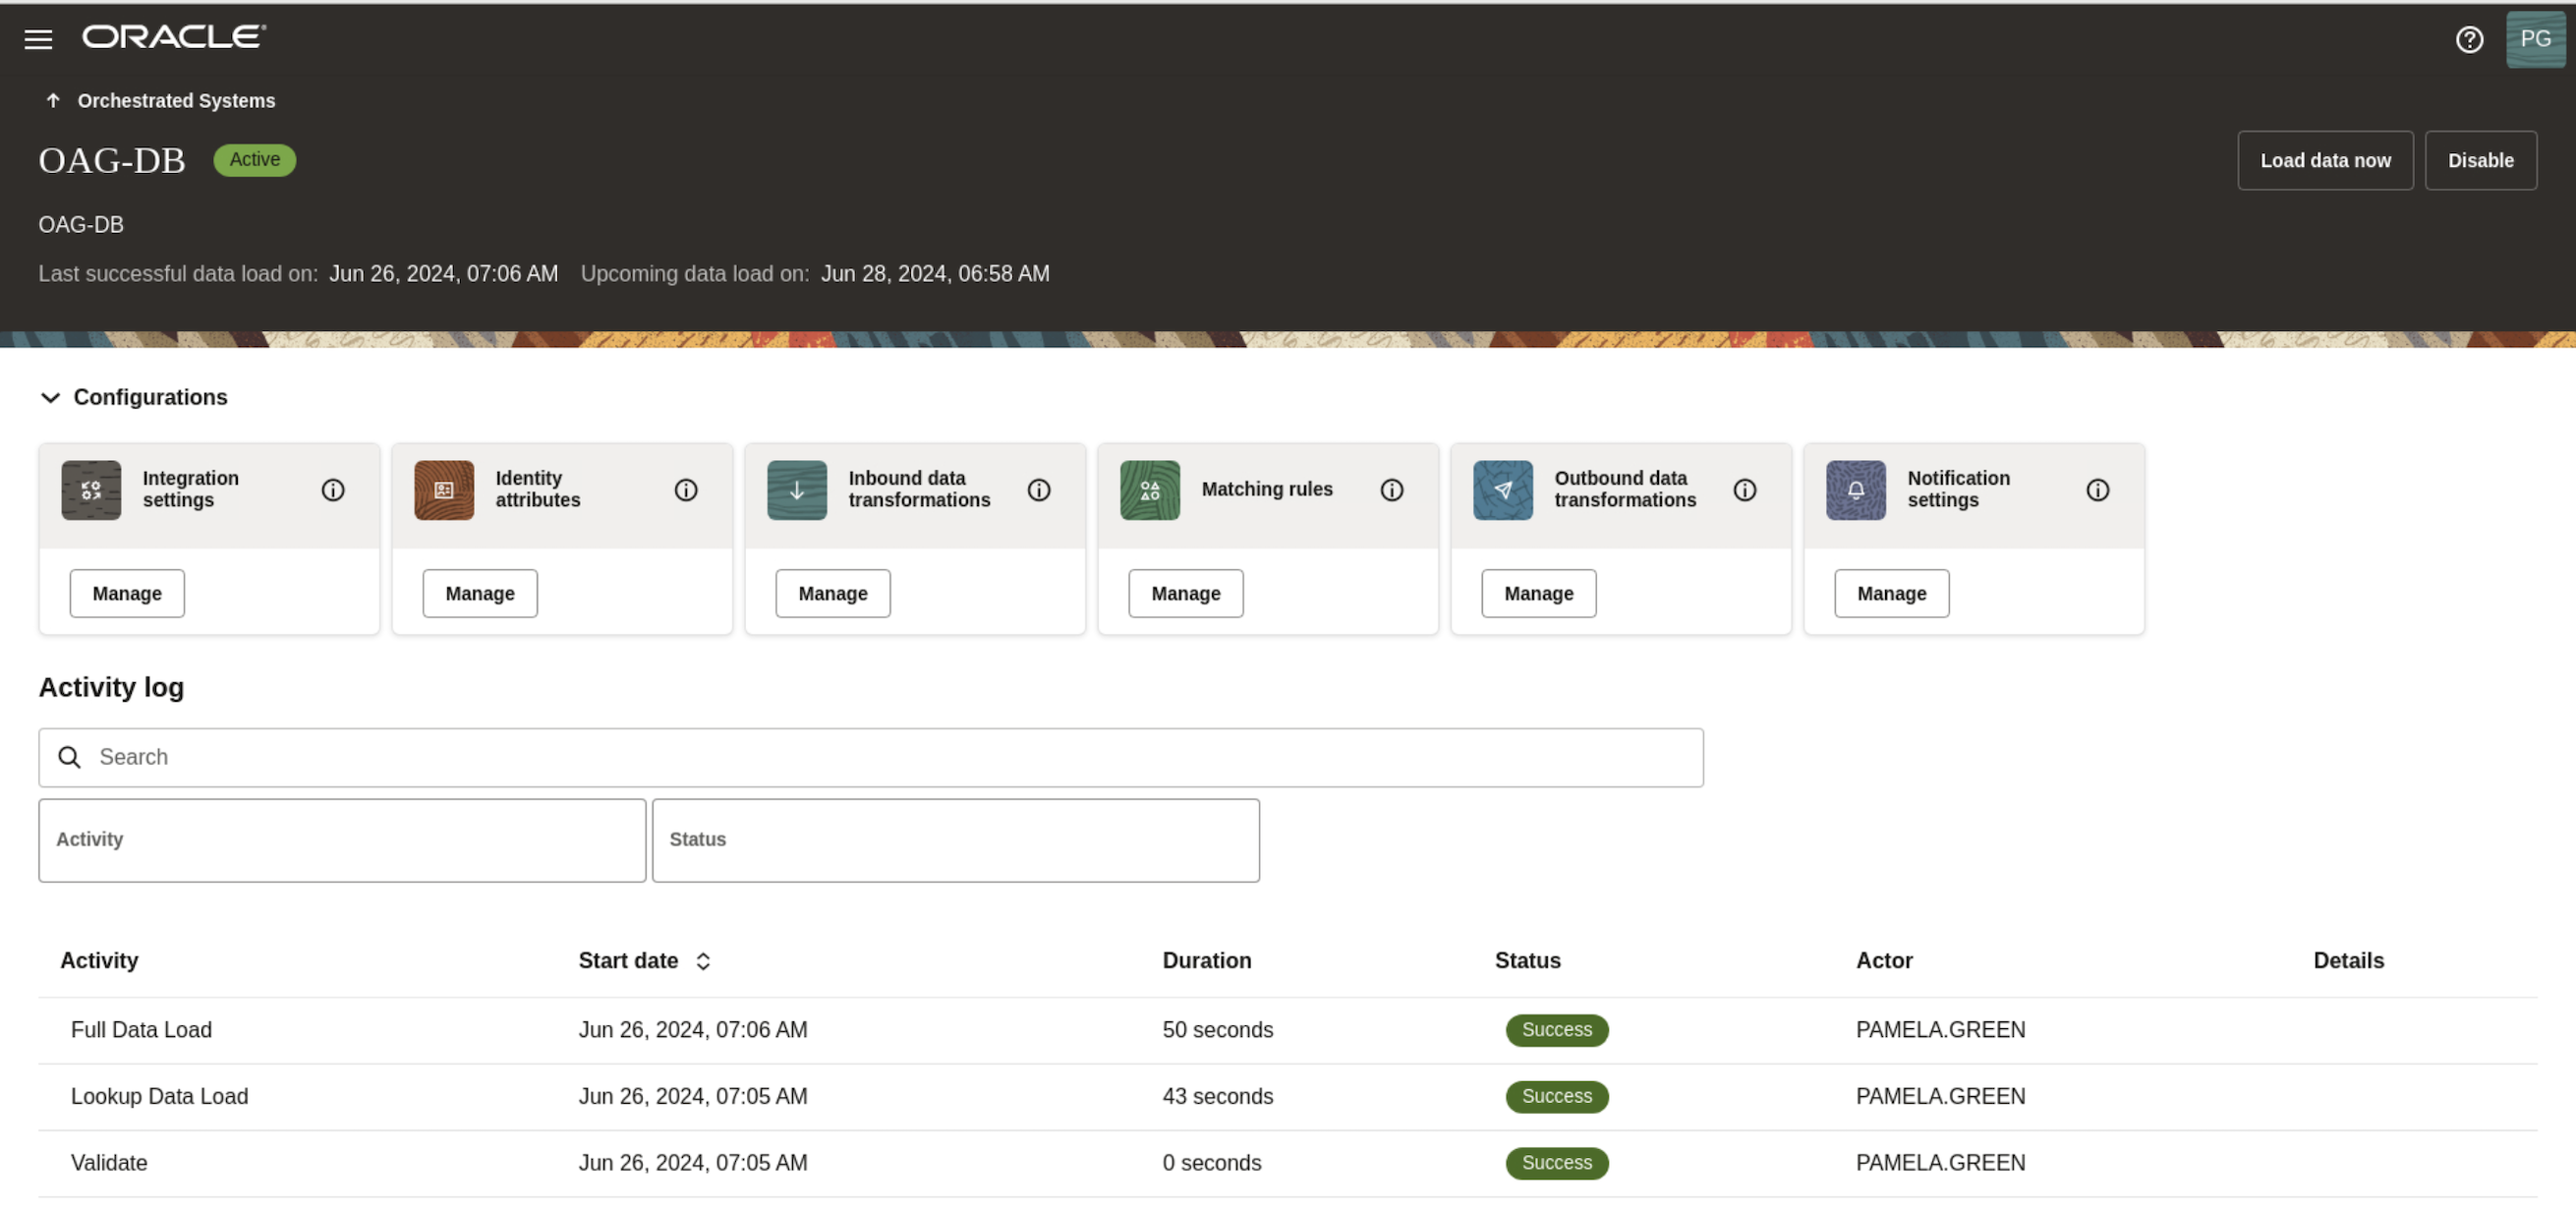 ORACLE
PG
Orchestrated Systems
OAG-DB Active
Load data now Disable
OAG-DB
Last successful data load on: Jun 26, 2024, 07:06 AM Upcoming data load on: Jun 28, 2024, 06:58 AM
Configurations
Integration
settings
Manage
Identity
attributes
Manage
Inbound data
transformations
Manage
Matching rules
Manage
Outbound data
transformations
Manage
Notification
settings
Manage
Activity log
Search
Activity Status
Activity Start date Duration Status Actor Details
Full Data Load Jun 26, 2024, 07:06 AM 50 seconds Success PAMELA.GREEN
Lookup Data Load Jun 26, 2024, 07:05 AM 43 seconds Success PAMELA.GREEN
Validate Jun 26, 2024, 07:05 AM 0 seconds Success PAMELA.GREEN